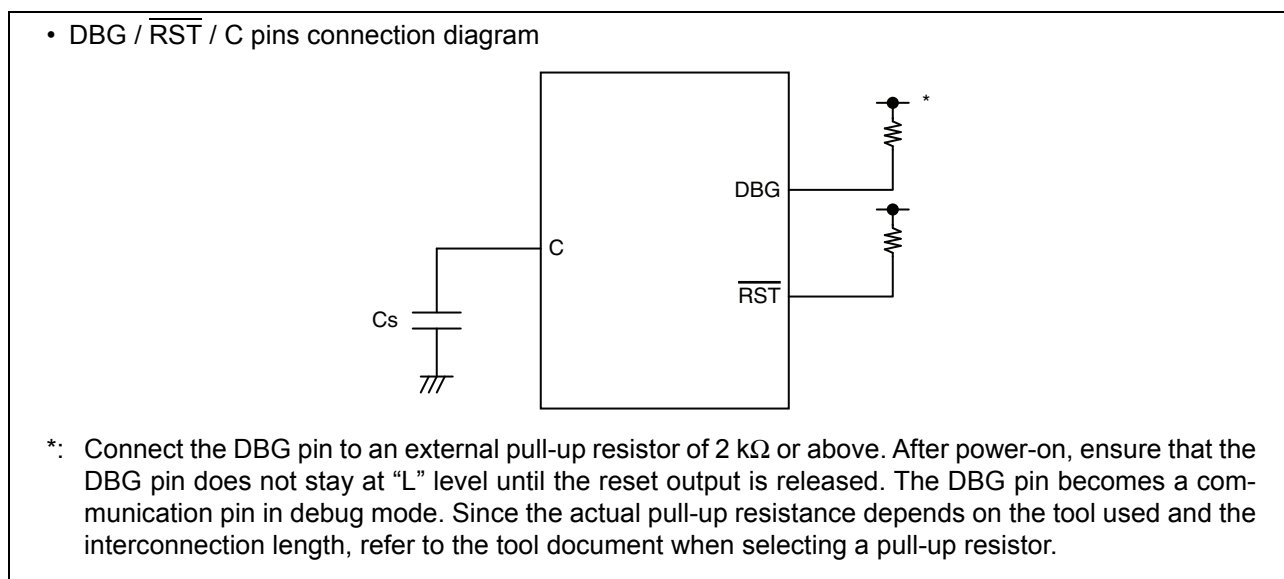 • DBG / R̅S̅T̅ / C pins connection diagram
*
DBG
C
R̅S̅T̅
Cs
*: Connect the DBG pin to an external pull-up resistor of 2 kΩ or above. After power-on, ensure that the
DBG pin does not stay at “L” level until the reset output is released. The DBG pin becomes a com-
munication pin in debug mode. Since the actual pull-up resistance depends on the tool used and the
interconnection length, refer to the tool document when selecting a pull-up resistor.